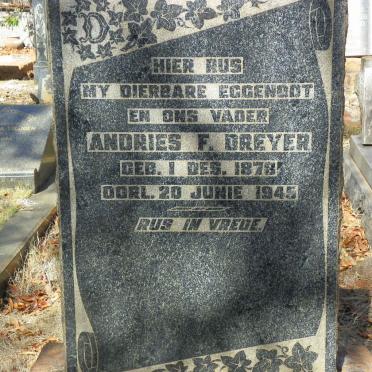 HIER RUS
MY DIERBARE EGGENOOT
EN ONS VADER
ANDRIES F. DREYER
GEB. 1 DES. 1878
OORL. 20 JUNIE 1945
RUS IN VREDE